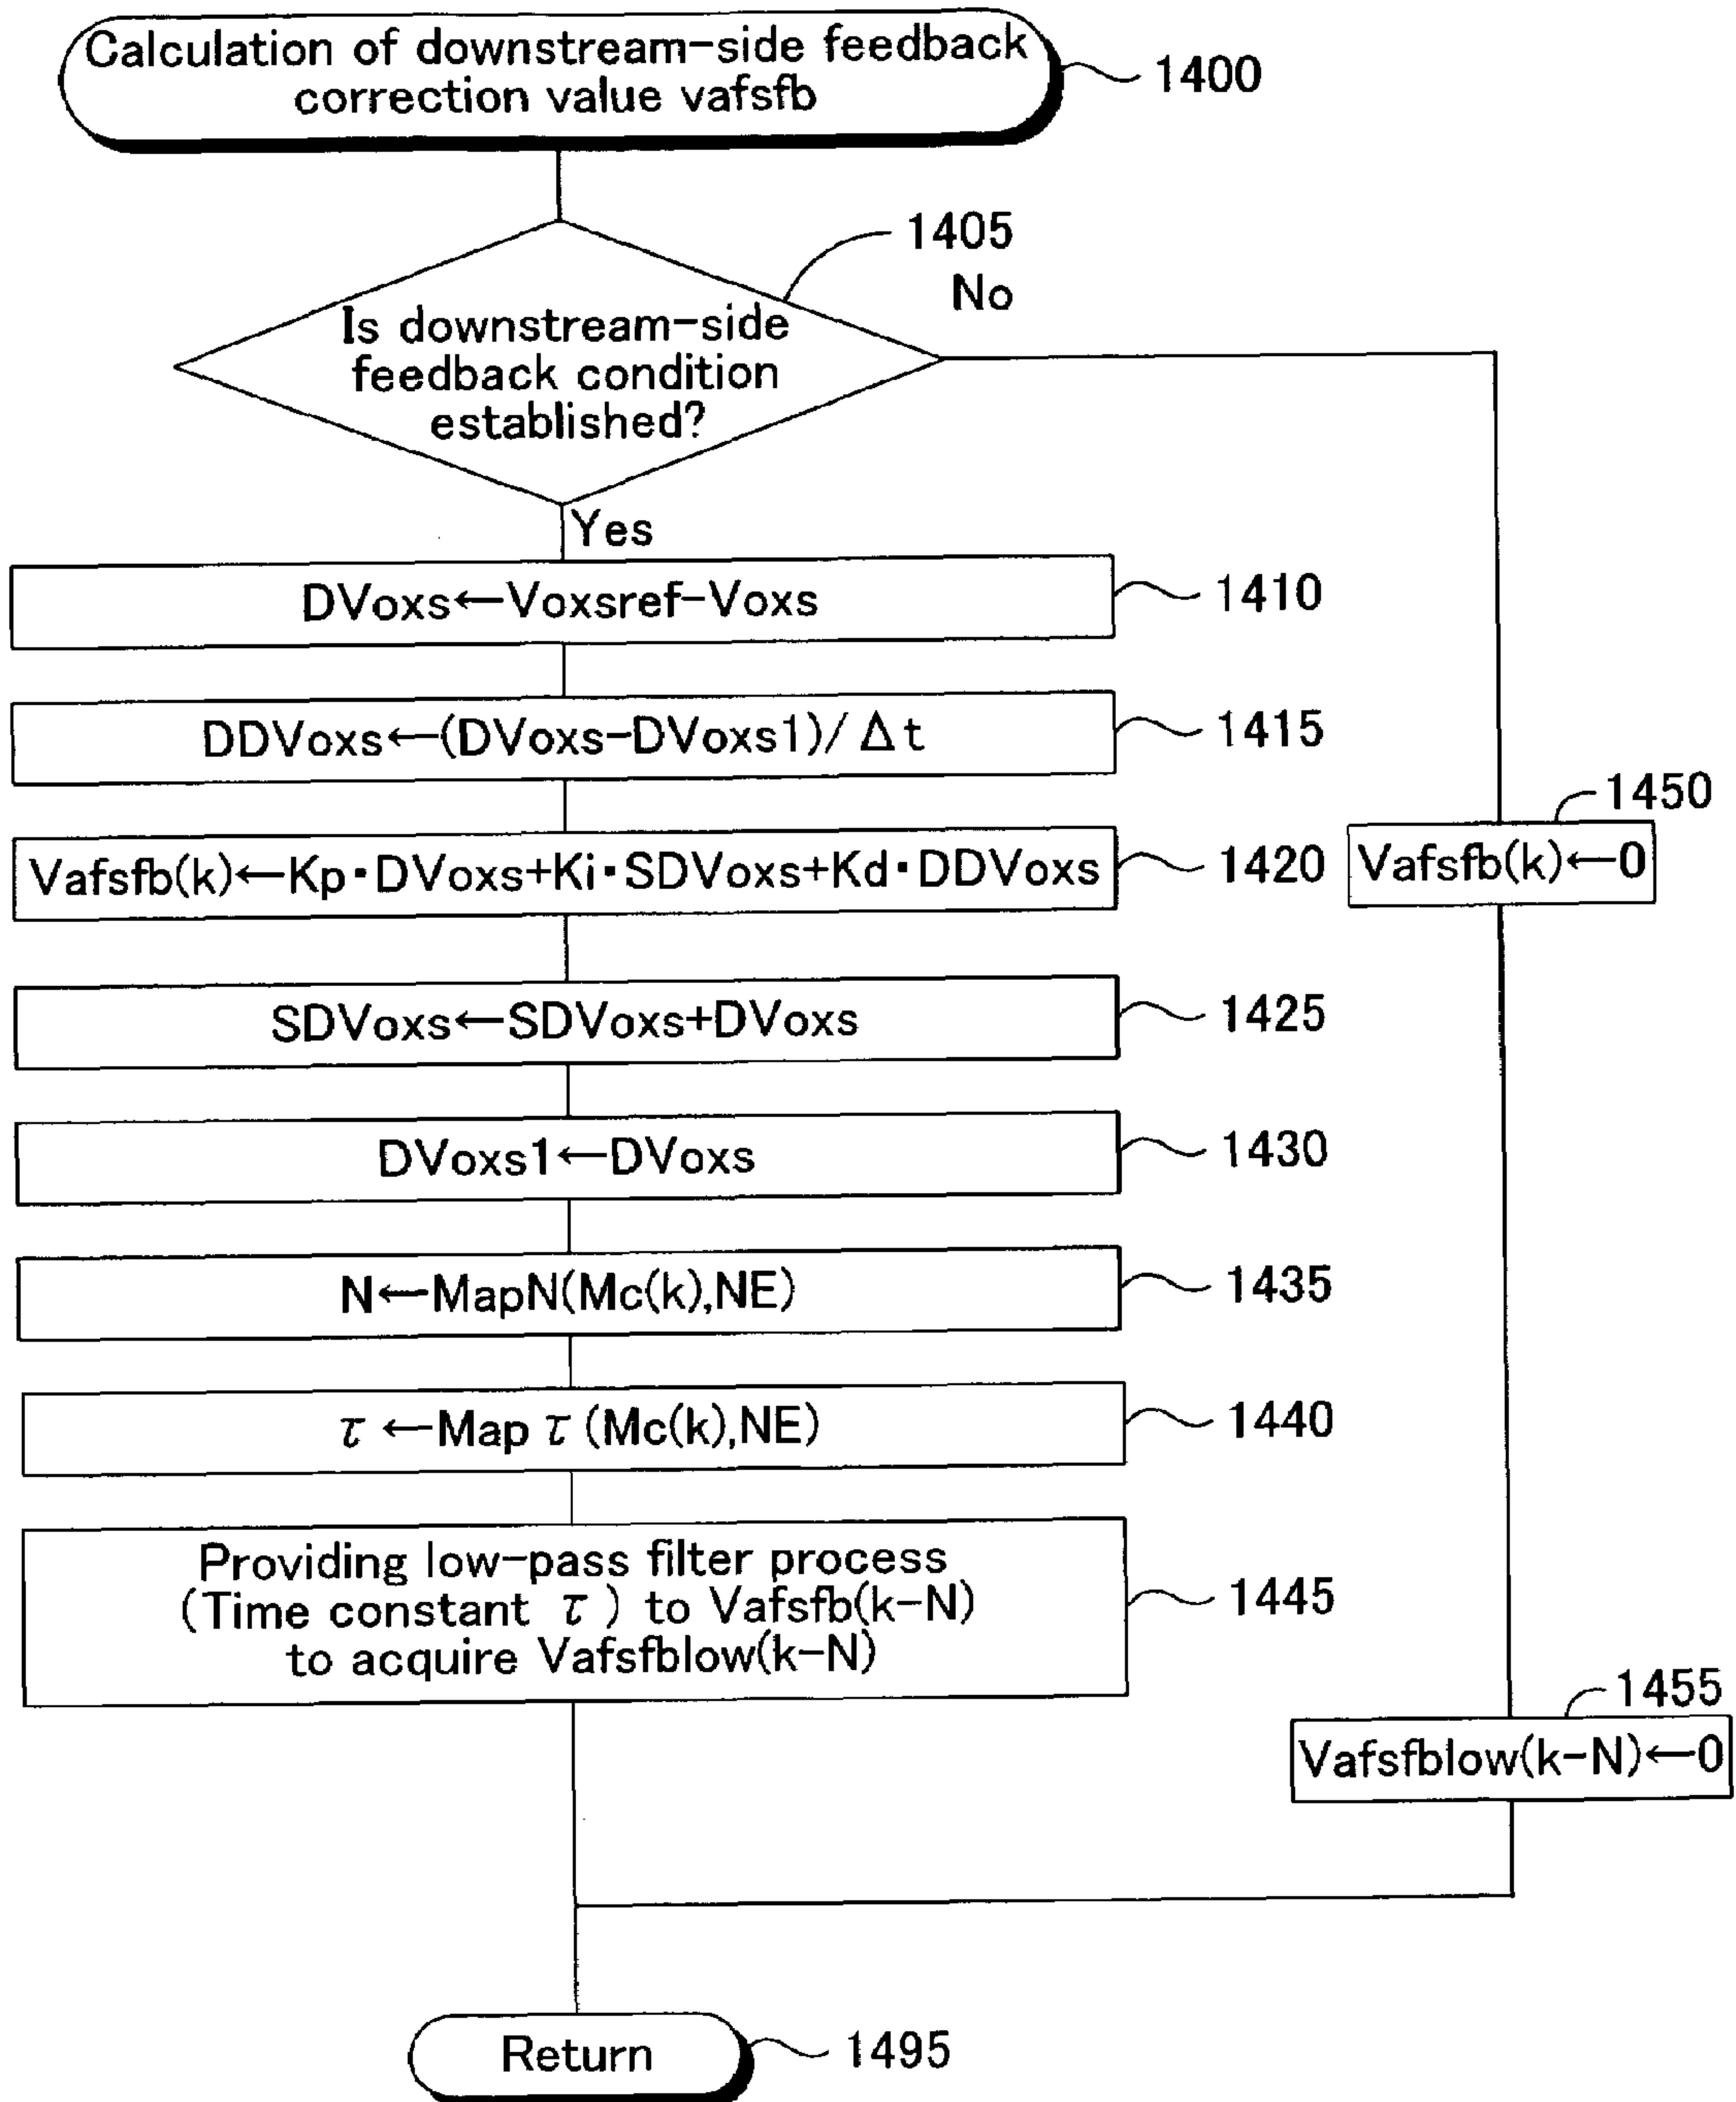 Calculation of downstream-side feedback
correction value vafsfb
1400
1405
No
Is downstream-side
feedback condition
established?
Yes
DVoxs←Voxsref-Voxs
1410
DDVoxs←(DVoxs-DVoxs1)/Δt
1415
1450
Vafsfb(k)←Kp·DVoxs+Ki·SDVoxs+Kd·DDVoxs
1420
Vafsfb(k)←0
SDVoxs←SDVoxs+DVoxs
1425
DVoxs1←DVoxs
1430
N←MapN(Mc(k),NE)
1435
τ←Map τ(Mc(k),NE)
1440
Providing low-pass filter process
(Time constant τ) to Vafsfb(k-N)
to acquire Vafsfblow(k-N)
1445
1455
Vafsfblow(k-N)←0
Return
1495